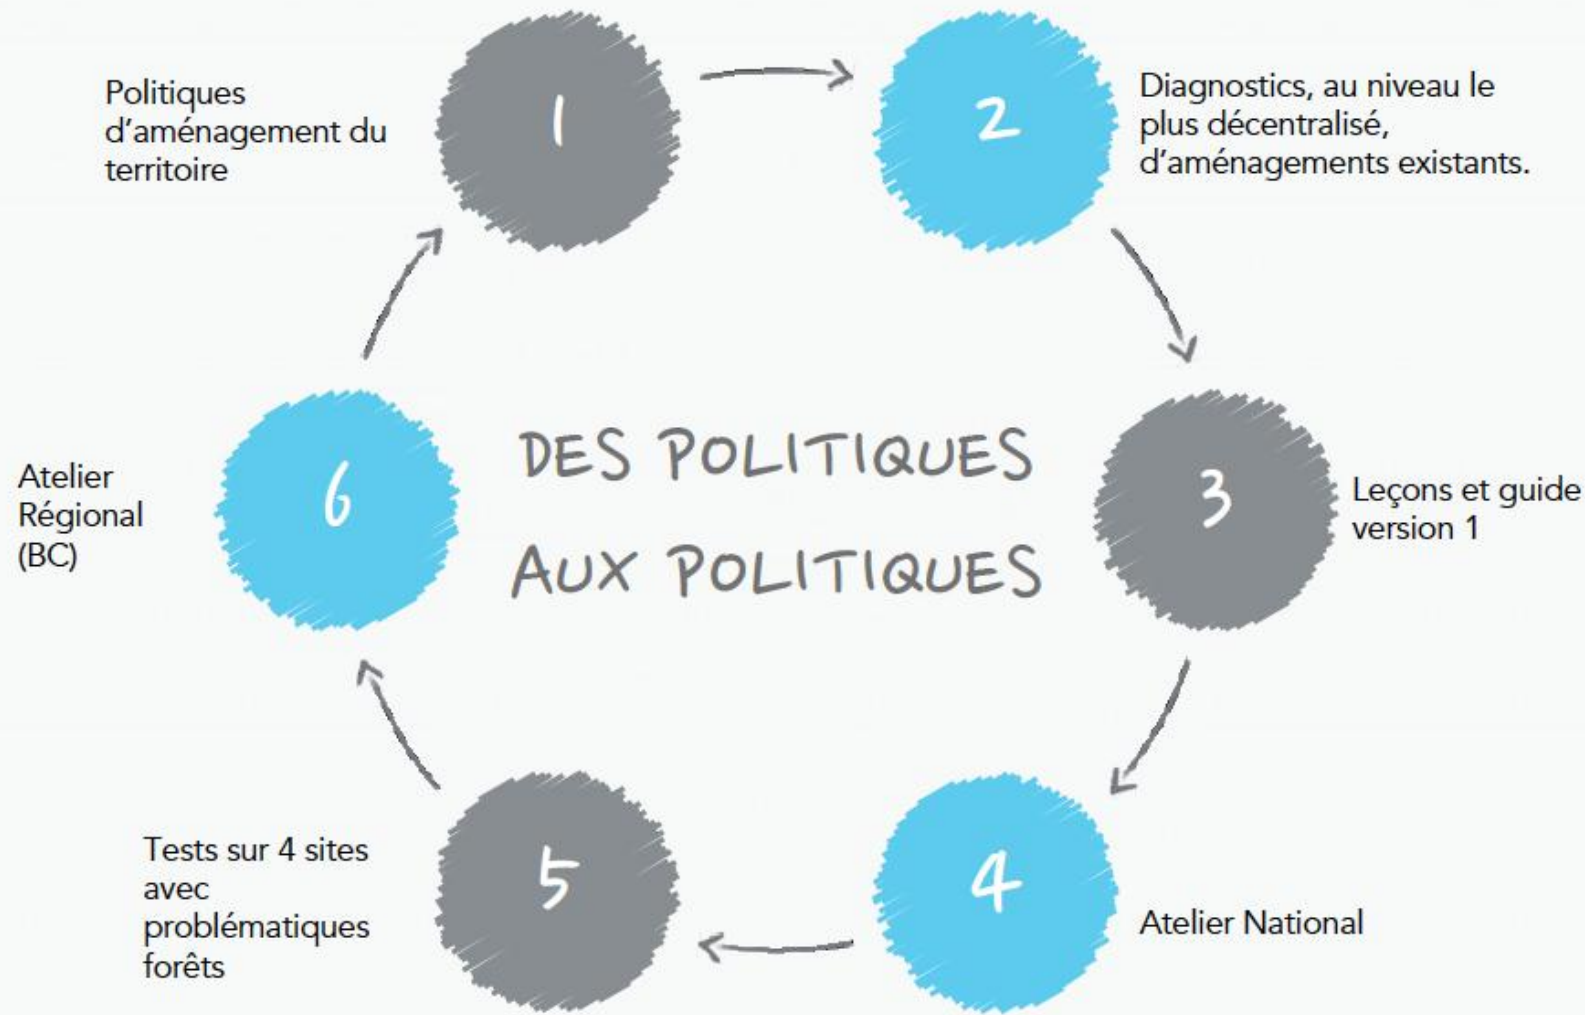 1
Politiques
d'aménagement du
territoire
2
Diagnostics, au niveau le
plus décentralisé,
d'aménagements existants.
3
Leçons et guide
version 1
4
Atelier National
5
Tests sur 4 sites
avec
problématiques
forêts
6
Atelier
Régional
(BC)
DES POLITIQUES
AUX POLITIQUES